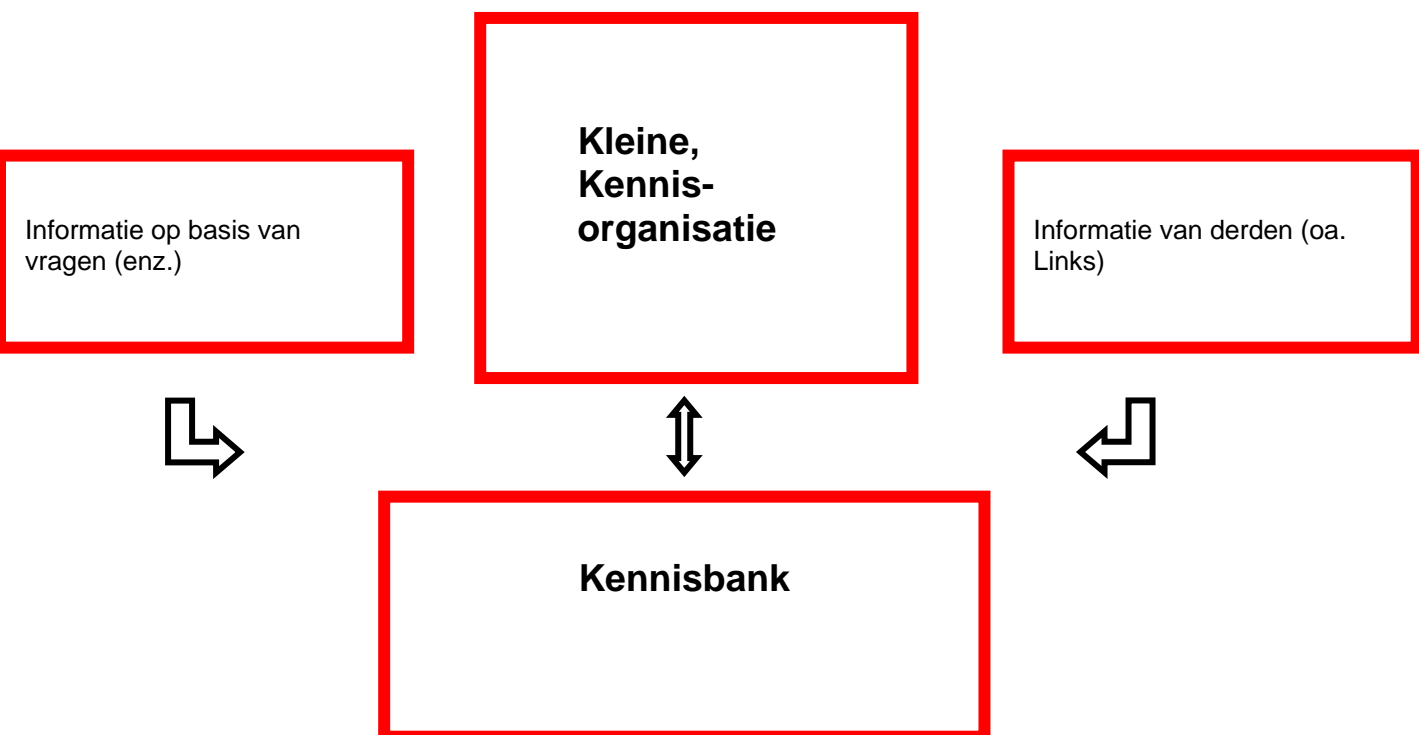 Kleine,
Kennis-
organisatie
Informatie op basis van
vragen (enz.)
Informatie van derden (oa.
Links)
Kennisbank